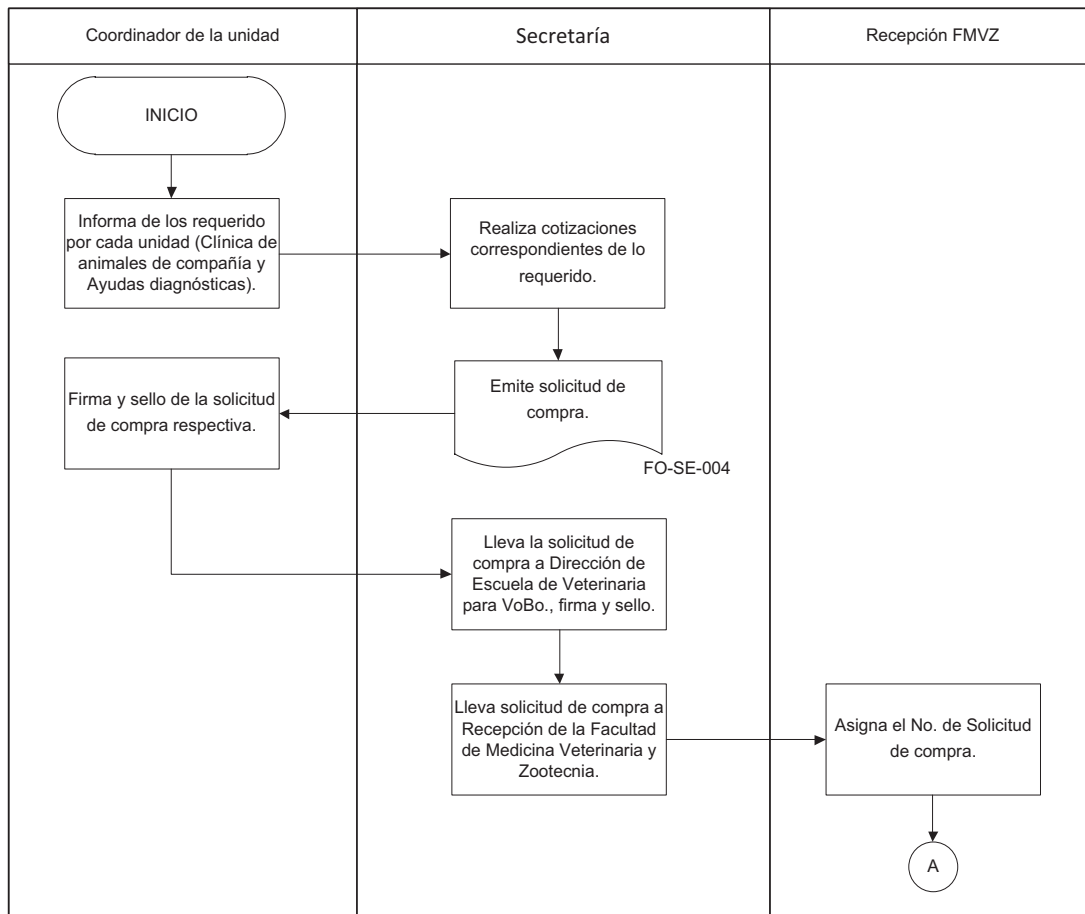 Coordinador de la unidad
Secretaría
Recepción FMVZ
INICIO
Informa de los requerido
por cada unidad (Clínica de
animales de compañía y
Ayudas diagnósticas).
Realiza cotizaciones
correspondientes de lo
requerido.
Emite solicitud de
compra.
FO-SE-004
Firma y sello de la solicitud
de compra respectiva.
Lleva la solicitud de
compra a Dirección de
Escuela de Veterinaria
para VoBo., firma y sello.
Lleva solicitud de compra a
Recepción de la Facultad
de Medicina Veterinaria y
Zootecnia.
Asigna el No. de Solicitud
de compra.
A